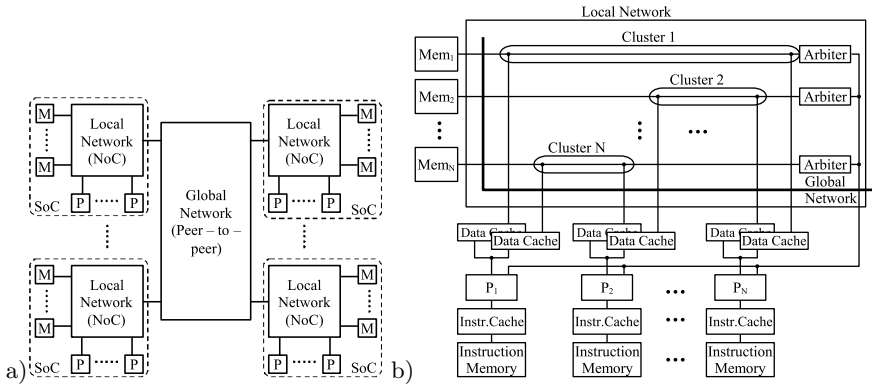 M
M
Local
Network
(NoC)
P ..... P
SoC
Local
Network
(NoC)
M
M
P ..... P
SoC
Global
Network
(Peer – to –
peer)
M
M
Local
Network
(NoC)
P ..... P
SoC
Local
Network
(NoC)
M
M
P ..... P
SoC
a)
Local Network
Cluster 1
Mem1
Arbiter
Cluster 2
Mem2
Arbiter
Cluster N
MemN
Arbiter
Global
Network
Data Cache
Data Cache
Data Cache
Data Cache
Data Cache
Data Cache
P1
P2
PN
Instr.Cache
Instr.Cache
Instr.Cache
Instruction
Memory
Instruction
Memory
Instruction
Memory
b)